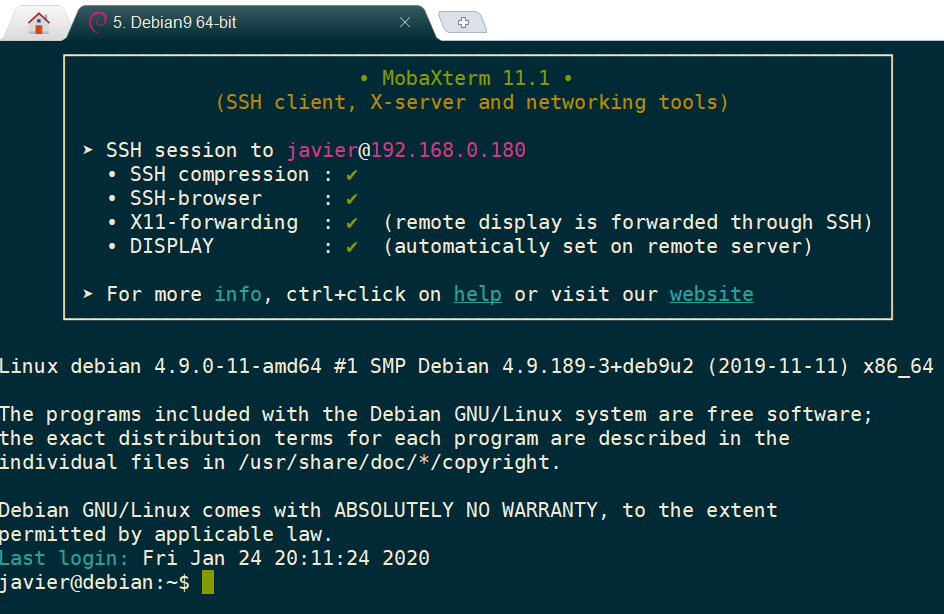 5. Debian9 64-bit
• MobaXterm 11.1 •
(SSH client, X-server and networking tools)
➤ SSH session to javier@192.168.0.180
• SSH compression : ✔
• SSH-browser     : ✔
• X11-forwarding  : ✔  (remote display is forwarded through SSH)
• DISPLAY         : ✔  (automatically set on remote server)
➤ For more info, ctrl+click on help or visit our website
Linux debian 4.9.0-11-amd64 #1 SMP Debian 4.9.189-3+deb9u2 (2019-11-11) x86_64
The programs included with the Debian GNU/Linux system are free software;
the exact distribution terms for each program are described in the
individual files in /usr/share/doc/*/copyright.
Debian GNU/Linux comes with ABSOLUTELY NO WARRANTY, to the extent
permitted by applicable law.
Last login: Fri Jan 24 20:11:24 2020
javier@debian:~$